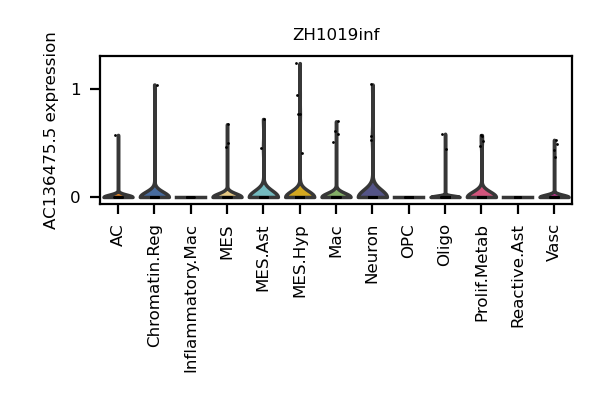 ZH1019inf
AC136475.5 expression
1
0
AC
Chromatin.Reg
Inflammatory.Mac
MES
MES.Ast
MES.Hyp
Mac
Neuron
OPC
Oligo
Prolif.Metab
Reactive.Ast
Vasc